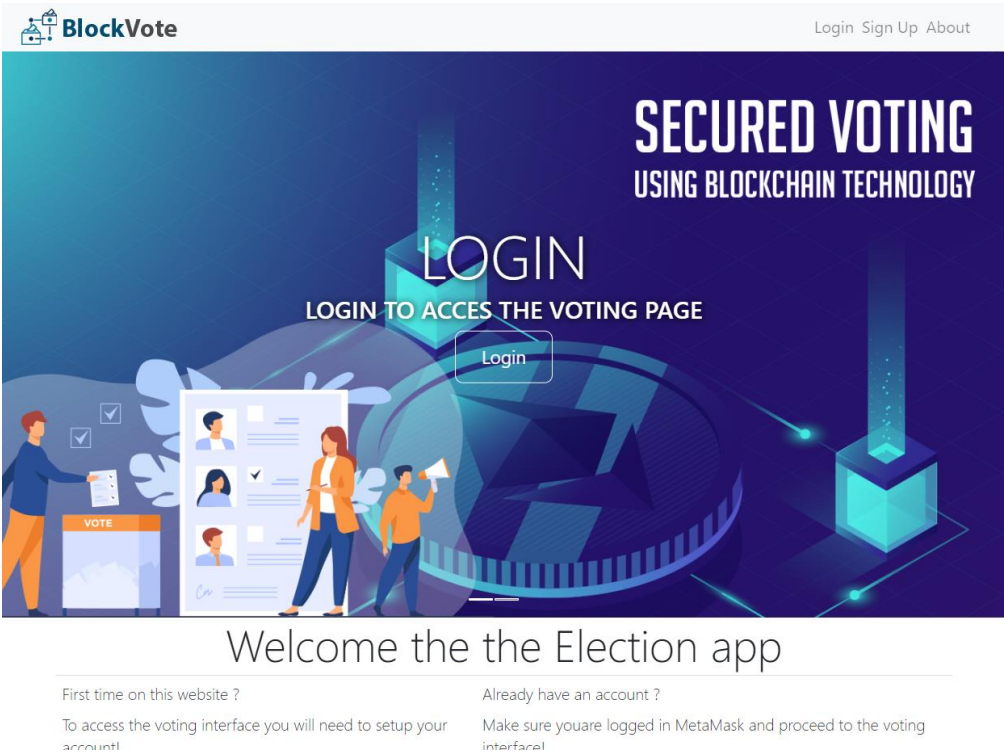 BlockVote
Login Sign Up About
SECURED VOTING
USING BLOCKCHAIN TECHNOLOGY
LOGIN
LOGIN TO ACCES THE VOTING PAGE
Login
VOTE
Welcome the the Election app
First time on this website ?
To access the voting interface you will need to setup your
account!
Already have an account ?
Make sure youare logged in MetaMask and proceed to the voting
interface!